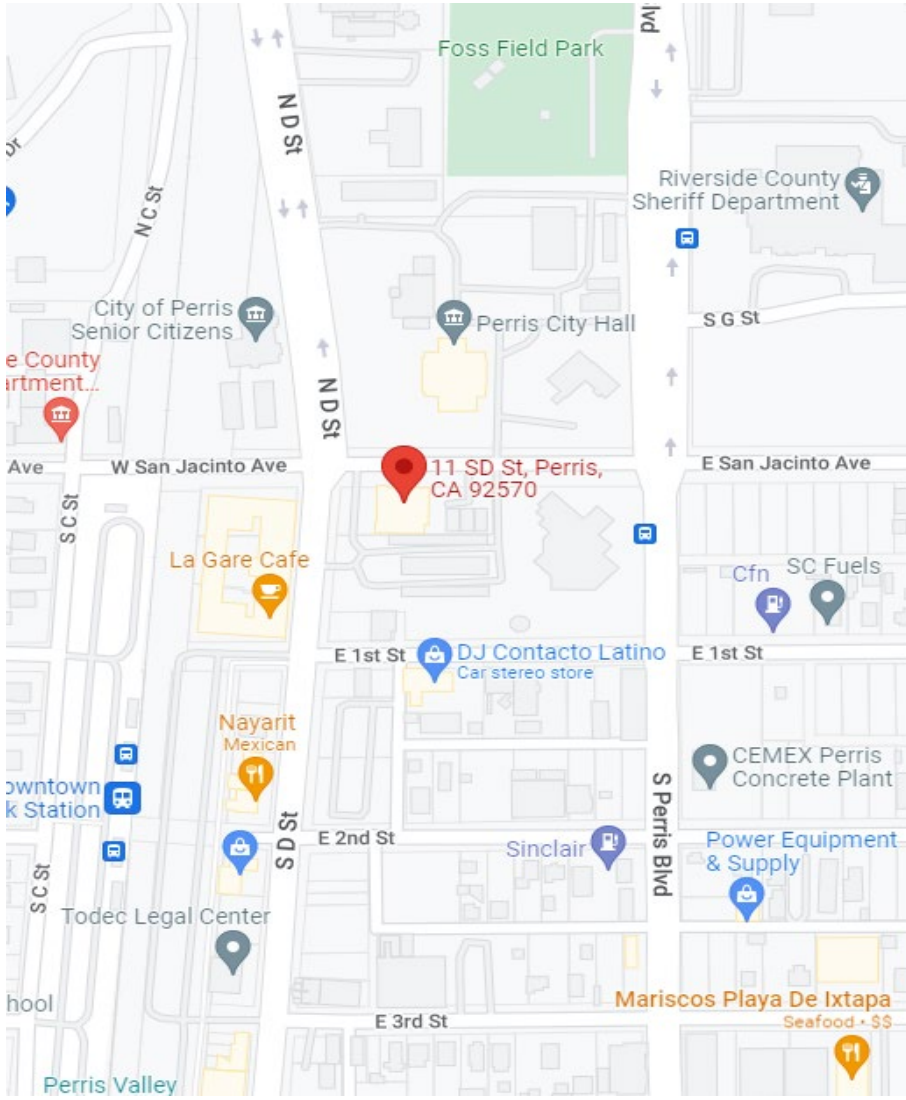 Foss Field Park
lvd
N D St
Dr
N C St
Riverside County
Sheriff Department
City of Perris
Senior Citizens
Perris City Hall
S G St
e County
artment...
N D St
Ave
W San Jacinto Ave
11 SD St, Perris,
CA 92570
E San Jacinto Ave
S C St
La Gare Cafe
Cfn
SC Fuels
E 1st St
DJ Contacto Latino
Car stereo store
E 1st St
Nayarit
Mexican
CEMEX Perris
Concrete Plant
owntown
k Station
S Perris Blvd
S D St
E 2nd St
Sinclair
Power Equipment
& Supply
S C St
Todec Legal Center
hool
Mariscos Playa De Ixtapa
Seafood • $$
E 3rd St
Perris Valley